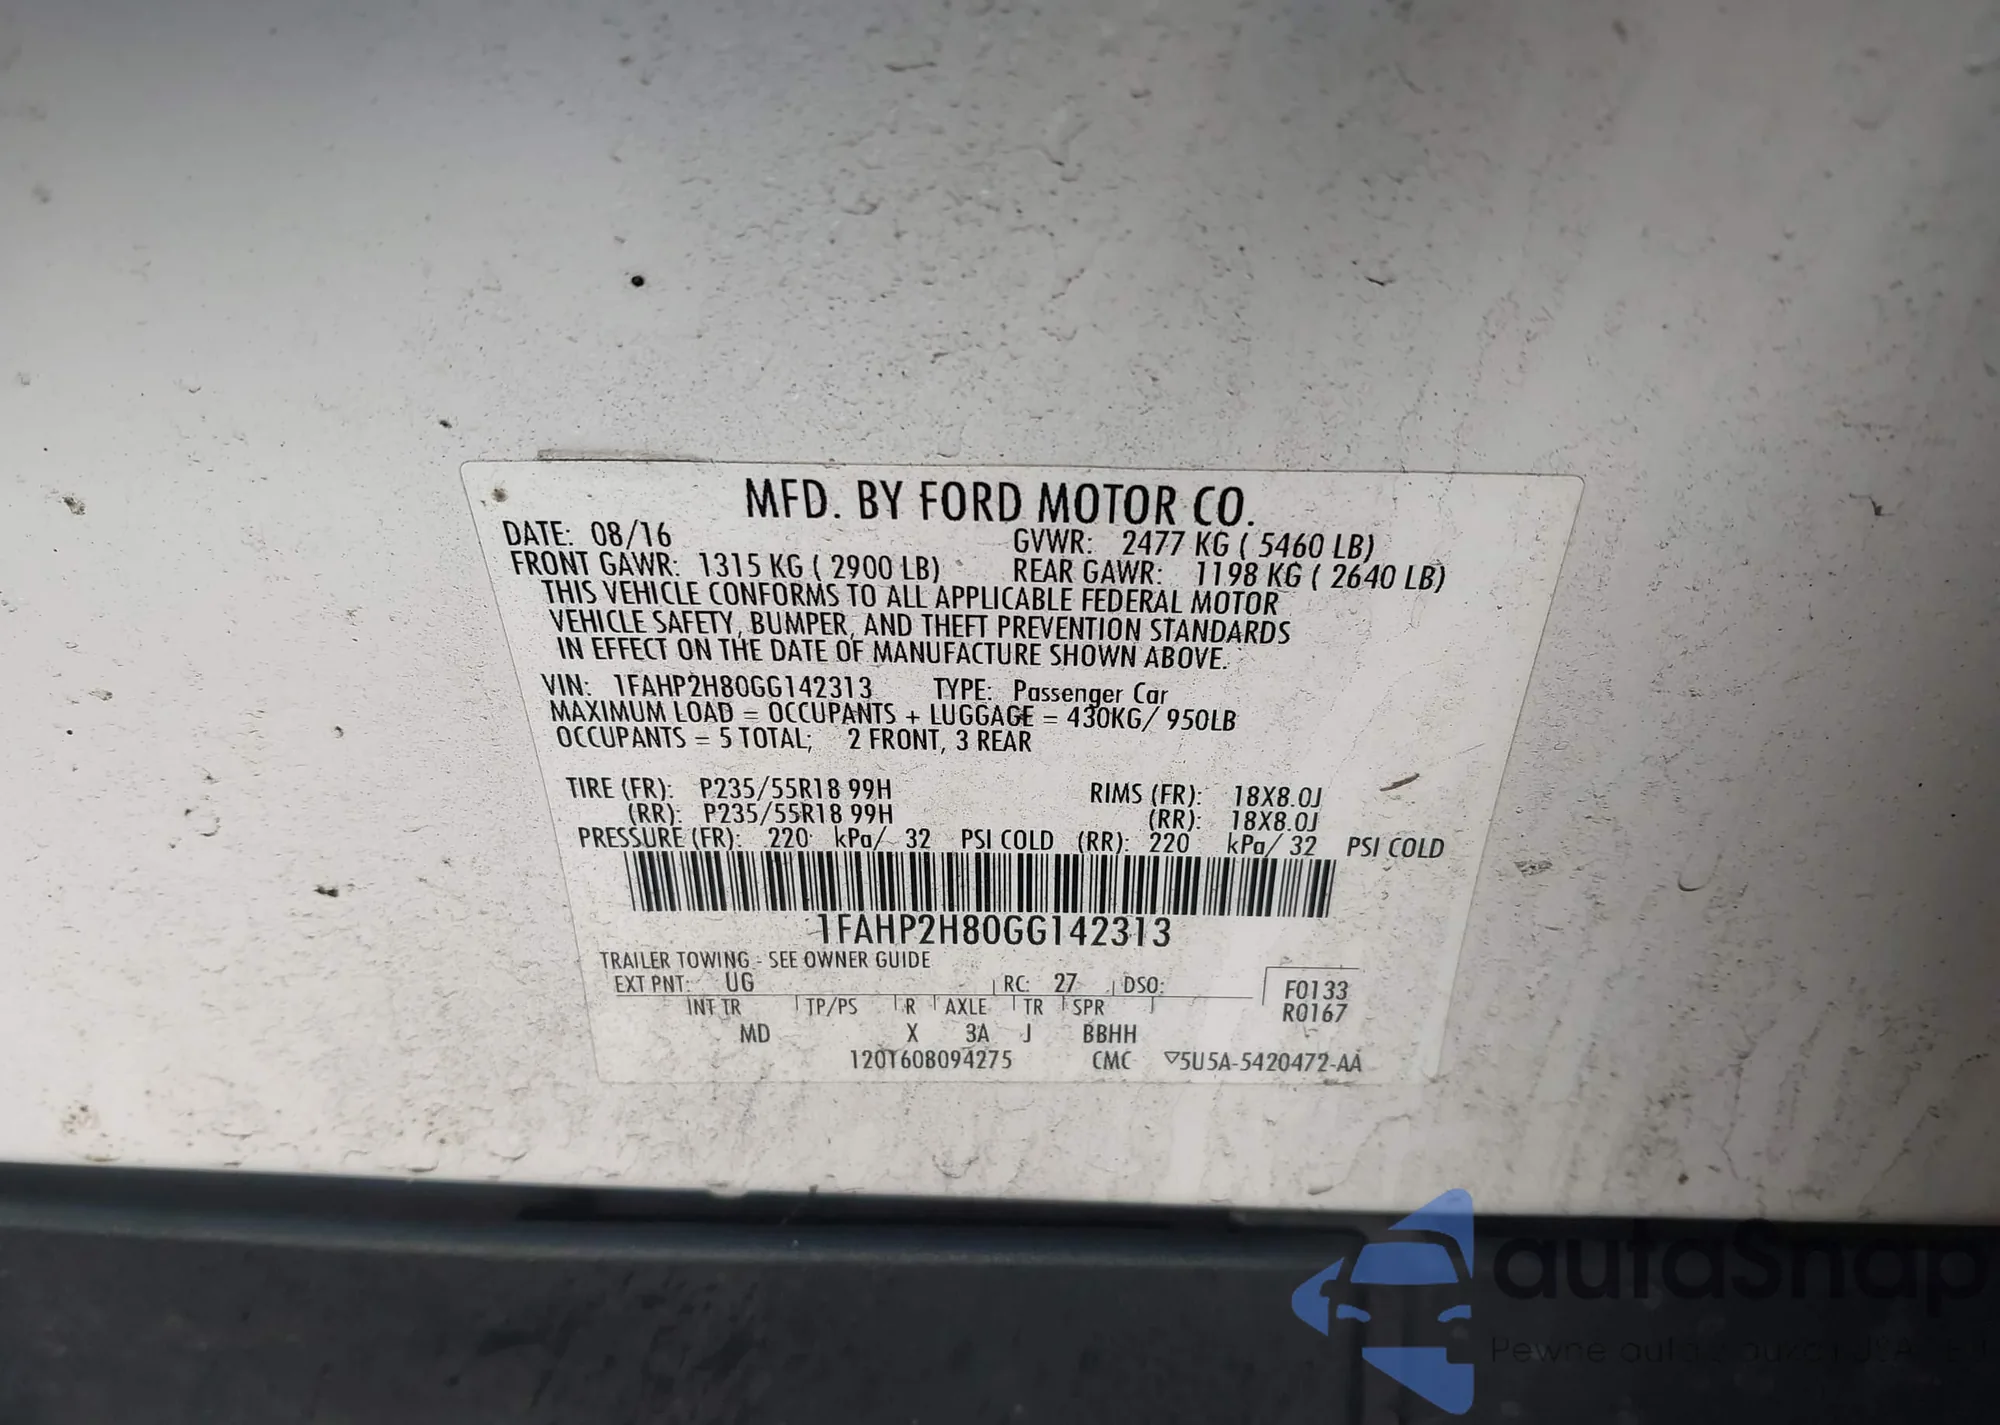 MFD. BY FORD MOTOR CO.
DATE: 08/16 GVWR: 2477 KG ( 5460 LB)
FRONT GAWR: 1315 KG ( 2900 LB) REAR GAWR: 1198 KG ( 2640 LB)
THIS VEHICLE CONFORMS TO ALL APPLICABLE FEDERAL MOTOR
VEHICLE SAFETY, BUMPER, AND THEFT PREVENTION STANDARDS
IN EFFECT ON THE DATE OF MANUFACTURE SHOWN ABOVE.
VIN: 1FAHP2H80GG142313 TYPE: Passenger Car
MAXIMUM LOAD = OCCUPANTS + LUGGAGE = 430KG/ 950LB
OCCUPANTS = 5 TOTAL; 2 FRONT, 3 REAR
TIRE (FR): P235/55R18 99H RIMS (FR): 18X8.0J
(RR): P235/55R18 99H (RR): 18X8.0J
PRESSURE (FR): 220 kPa/ 32 PSI COLD (RR): 220 kPa/ 32 PSI COLD
1FAHP2H80GG142313
TRAILER TOWING - SEE OWNER GUIDE
EXT PNT: UG RC: 27 DSO: F0133
INT TR TP/PS R AXLE TR SPR R0167
MD X 3A J BBHH
120T608094275 CMC ▽5U5A-5420472-AA
autaSnap
Pewne auta z USA